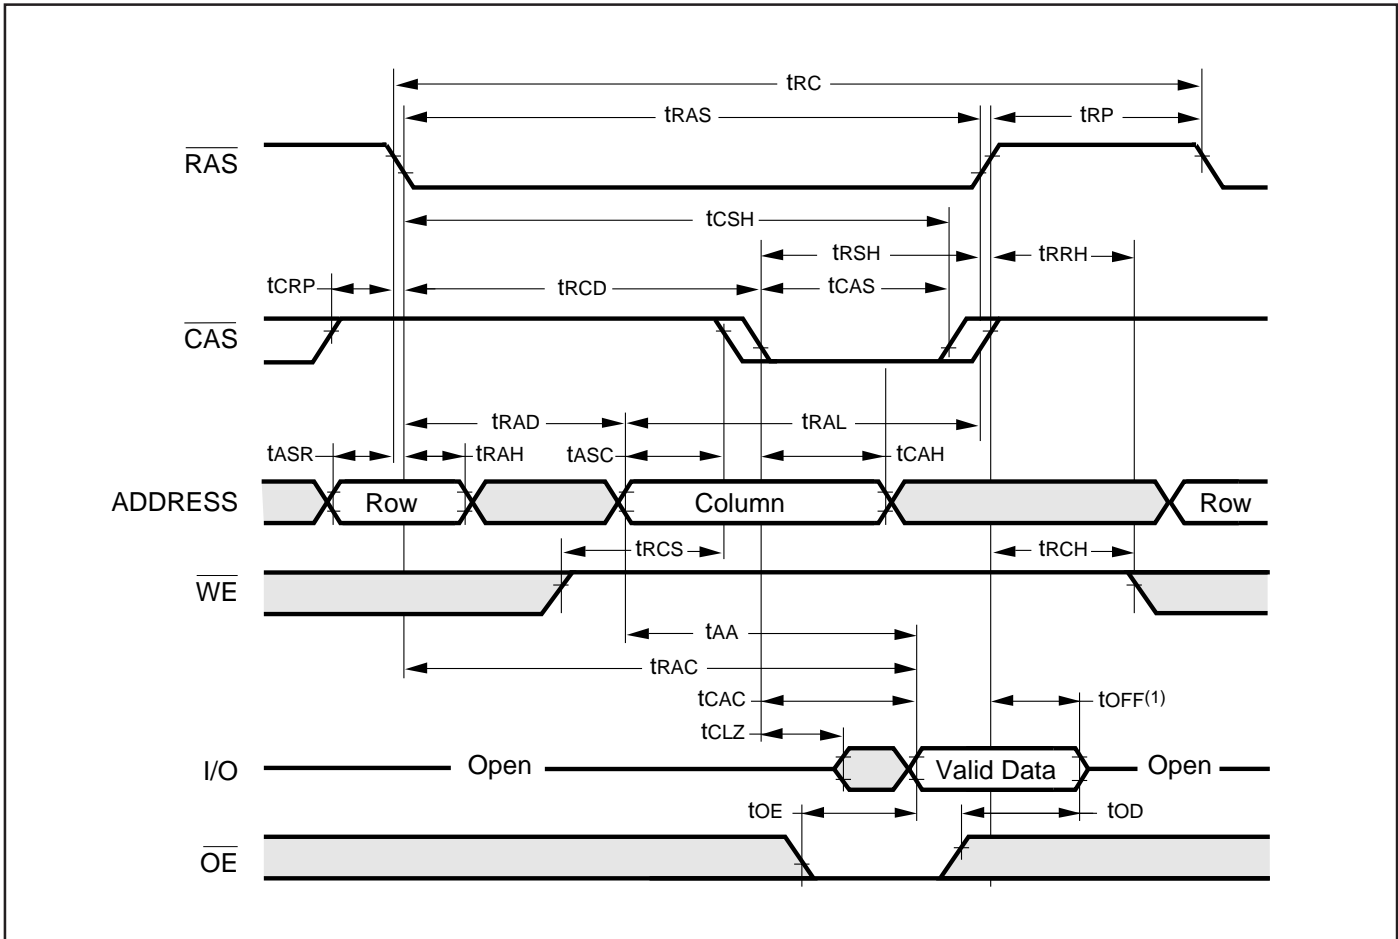 tRC
tRAS tRP
RAS
tCSH
tRSH tRRH
tCRP tRCD tCAS
CAS
tRAD tRAL
tASR tRAH tASC tCAH
ADDRESS Row Column Row
tRCS tRCH
WE
tAA
tRAC
tCAC tOFF(1)
tCLZ
I/O Open Valid Data Open
tOE tOD
OE